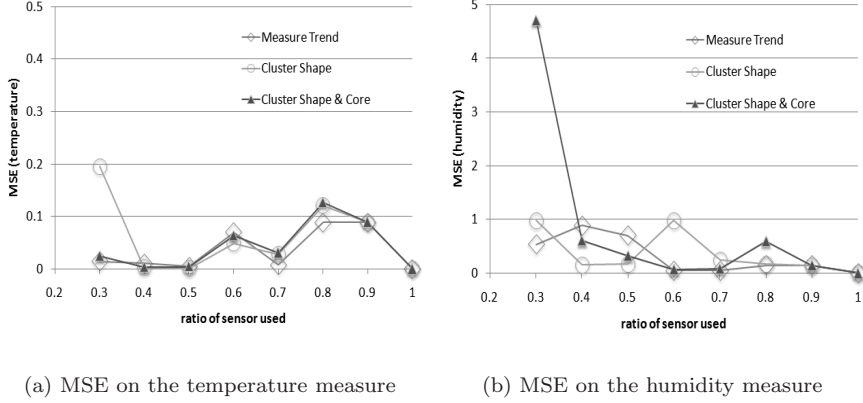 0.5
0.4
0.3
0.2
0.1
0
MSE (temperature)
Measure Trend
Cluster Shape
Cluster Shape & Core
0.2 0.3 0.4 0.5 0.6 0.7 0.8 0.9 1
ratio of sensor used
(a) MSE on the temperature measure
5
4
3
2
1
0
MSE (humidity)
Measure Trend
Cluster Shape
Cluster Shape & Core
0.2 0.3 0.4 0.5 0.6 0.7 0.8 0.9 1
ratio of sensor used
(b) MSE on the humidity measure